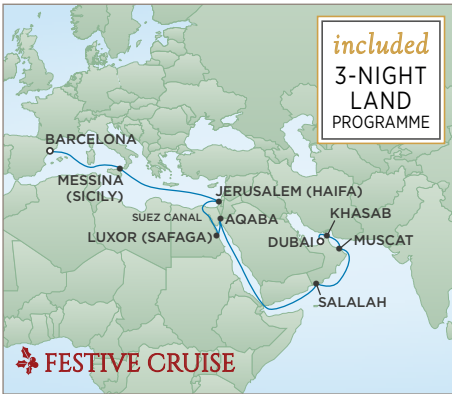 included
3-NIGHT
LAND
PROGRAMME
BARCELONA
MESSINA
(SICILY)
JERUSALEM (HAIFA)
SUEZ CANAL
AQABA
KHASAB
LUXOR (SAFAGA)
DUBAI
MUSCAT
SALALAH
FESTIVE CRUISE